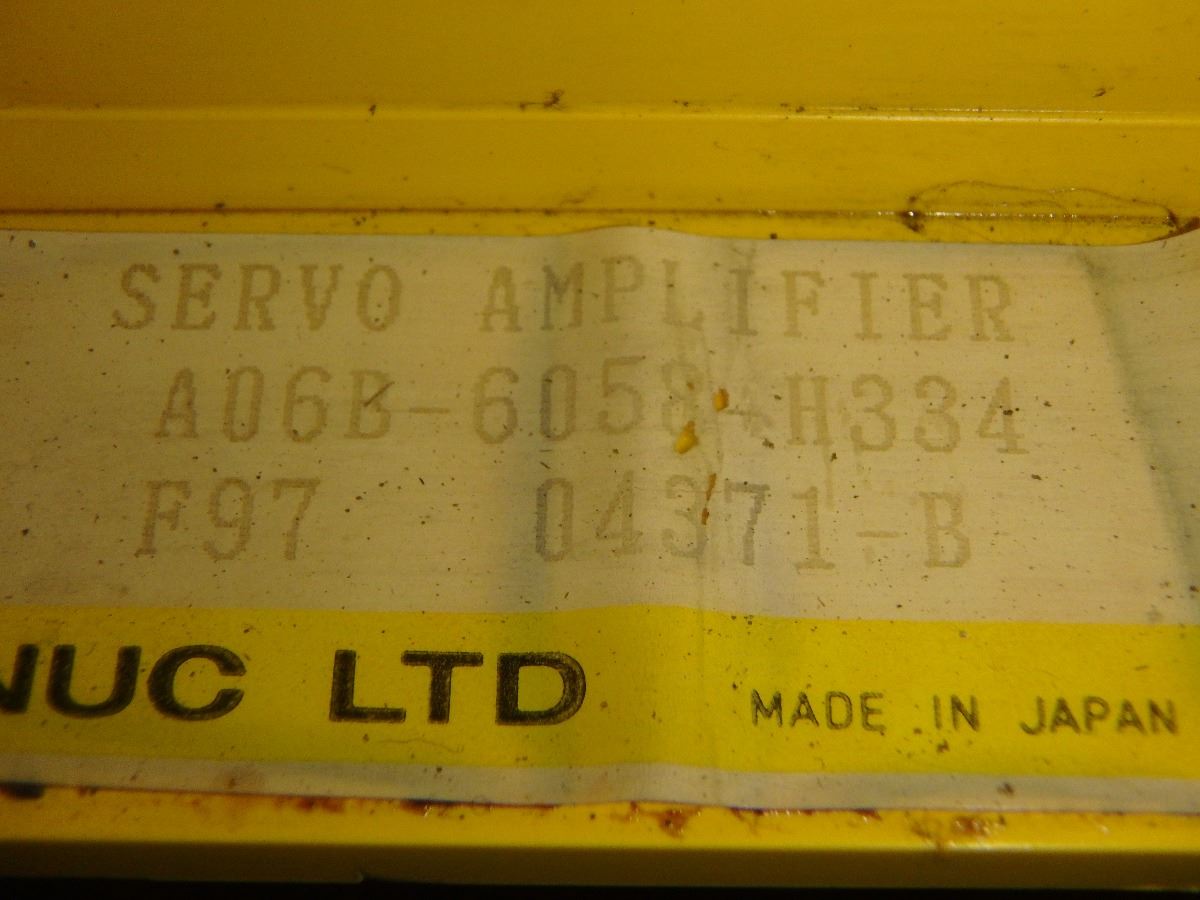 SERVO AMPLIFIER
A06B-6058-H334
F97 04371-B
NUC LTD MADE IN JAPAN